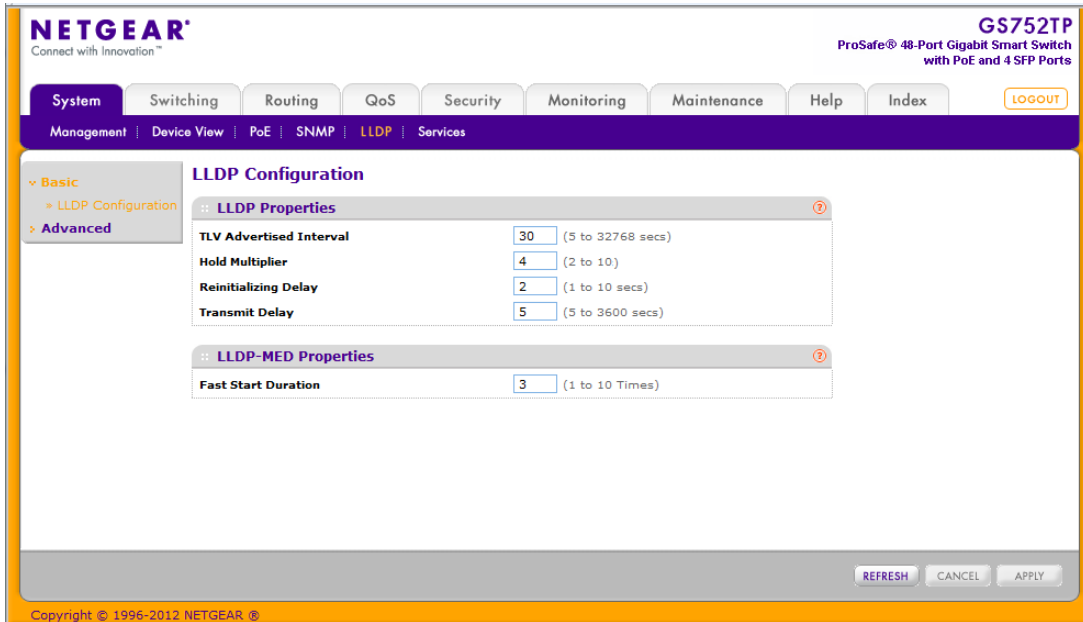 NETGEAR®
Connect with Innovation™
GS752TP
ProSafe® 48-Port Gigabit Smart Switch
with PoE and 4 SFP Ports
System Switching Routing QoS Security Monitoring Maintenance Help Index LOGOUT
Management Device View PoE SNMP LLDP Services
Basic
» LLDP Configuration
Advanced
LLDP Configuration
LLDP Properties ?
TLV Advertised Interval 30 (5 to 32768 secs)
Hold Multiplier 4 (2 to 10)
Reinitializing Delay 2 (1 to 10 secs)
Transmit Delay 5 (5 to 3600 secs)
LLDP-MED Properties ?
Fast Start Duration 3 (1 to 10 Times)
REFRESH CANCEL APPLY
Copyright © 1996-2012 NETGEAR ®